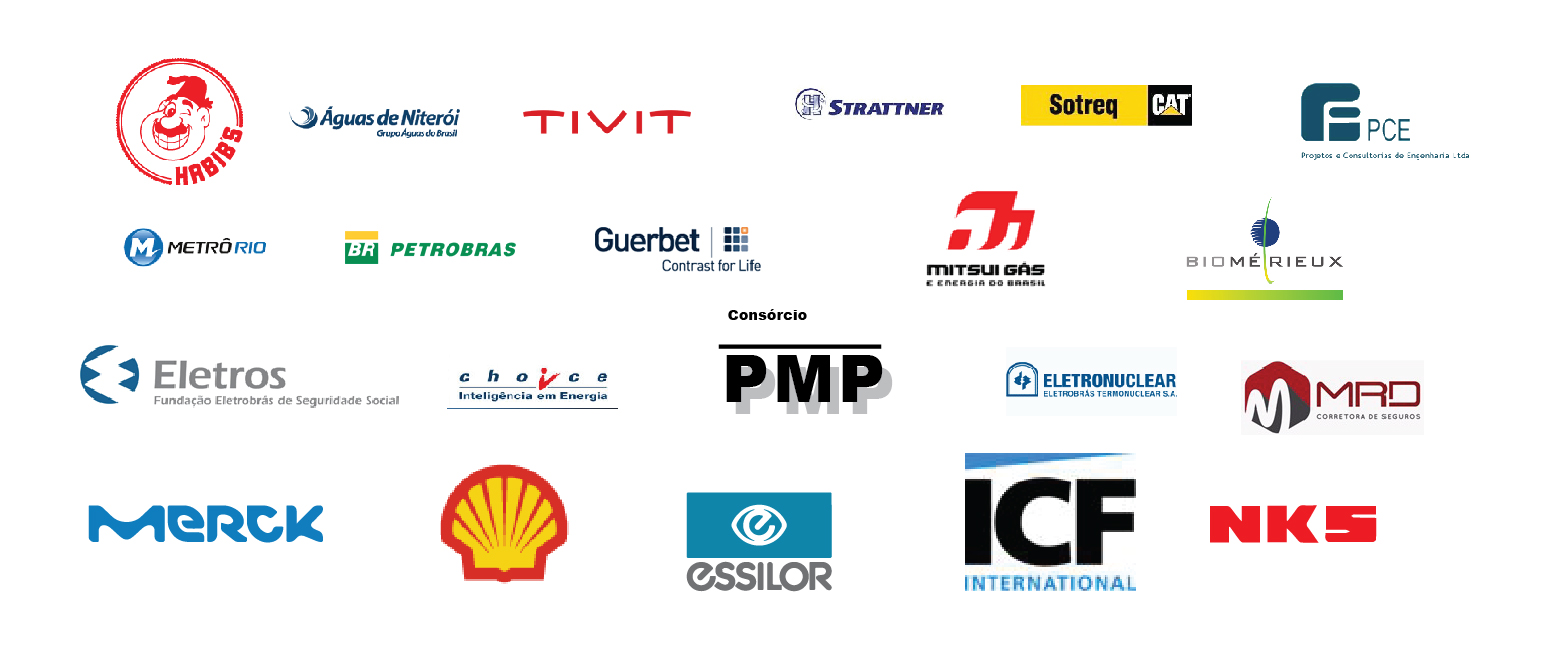 HABIB'S
Águas de Niterói
Grupo Águas do Brasil
TIVIT
H STRATTNER
Sotreq CAT
PCE
Projetos e Consultorias de Engenharia Ltda
M METRÔ RIO
BR PETROBRAS
Guerbet
Contrast for Life
MITSUI GÁS
E ENERGIA DO BRASIL
BIOMÉRIEUX
Eletros
Fundação Eletrobrás de Seguridade Social
choice
Inteligência em Energia
Consórcio
PMP
ELETRONUCLEAR
ELETROBRÁS TERMONUCLEAR S.A.
M MRD
CORRETORA DE SEGUROS
MERCK
e
essilor
ICF
INTERNATIONAL
NKS